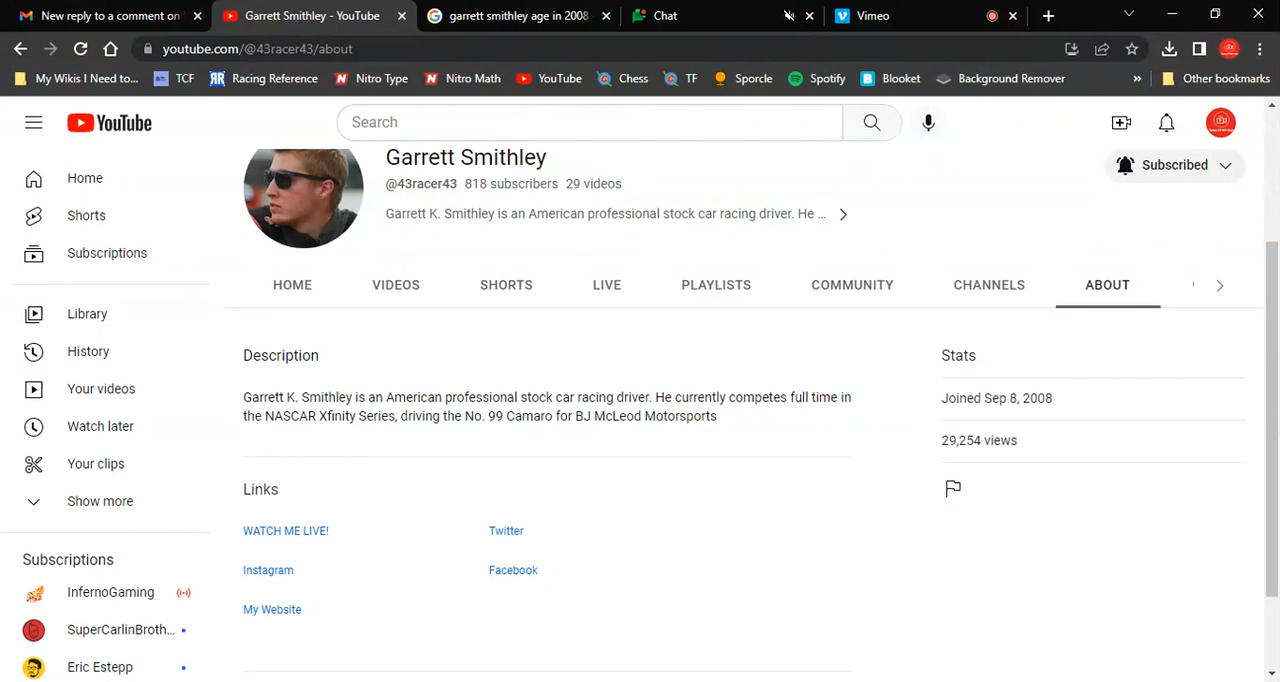 New reply to a comment on
Garrett Smithley - YouTube
garrett smithley age in 2008
Chat
Vimeo
youtube.com/@43racer43/about
My Wikis I Need to...
TCF
Racing Reference
Nitro Type
Nitro Math
YouTube
Chess
TF
Sporcle
Spotify
Blooket
Background Remover
»
Other bookmarks
YouTube
Search
Garrett Smithley
@43racer43 818 subscribers 29 videos
Garrett K. Smithley is an American professional stock car racing driver. He ...
Subscribed
HOME
VIDEOS
SHORTS
LIVE
PLAYLISTS
COMMUNITY
CHANNELS
ABOUT
Home
Shorts
Subscriptions
Library
History
Your videos
Watch later
Your clips
Show more
Subscriptions
InfernoGaming
SuperCarlinBroth...
Eric Estepp
Description
Garrett K. Smithley is an American professional stock car racing driver. He currently competes full time in
the NASCAR Xfinity Series, driving the No. 99 Camaro for BJ McLeod Motorsports
Links
WATCH ME LIVE!
Twitter
Instagram
Facebook
My Website
Stats
Joined Sep 8, 2008
29,254 views